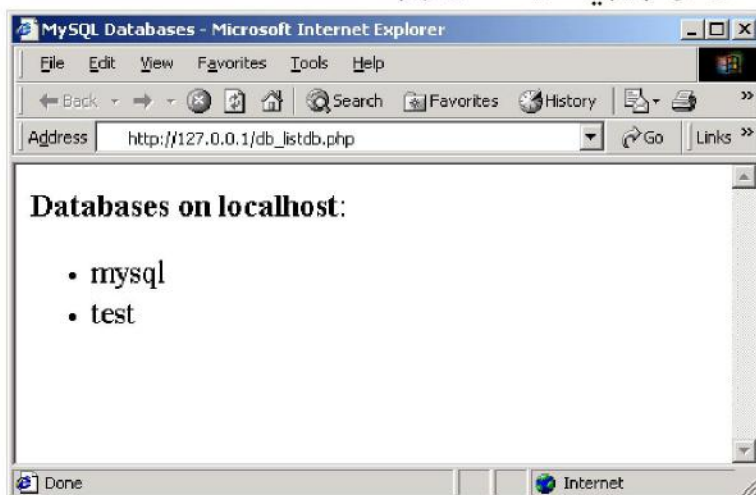 MySQL Databases - Microsoft Internet Explorer
File Edit View Favorites Tools Help
Back Search Favorites History »
Address http://127.0.0.1/db_listdb.php Go Links »
Databases on localhost:
• mysql
• test
Done Internet